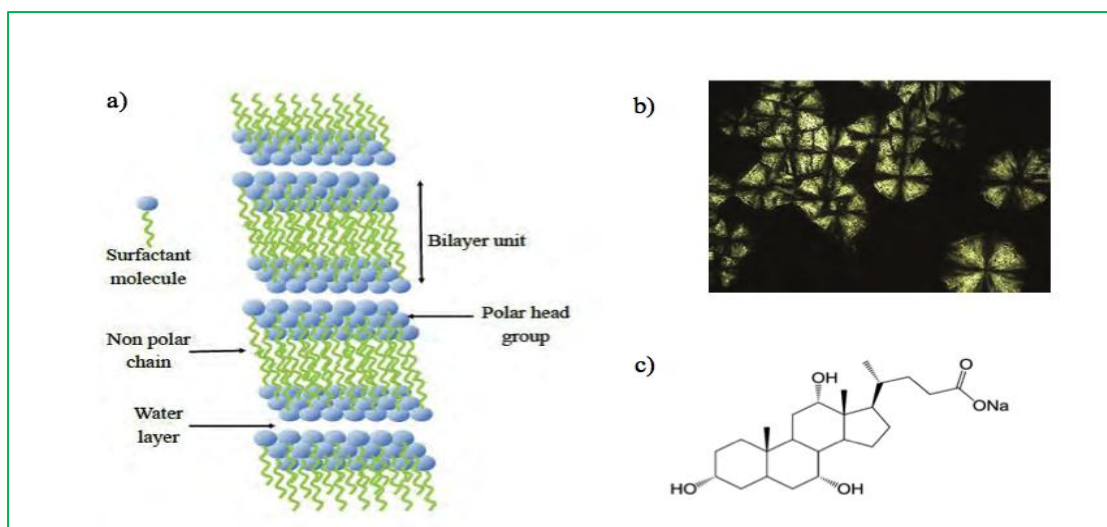 a)
Surfactant
molecule
Bilayer unit
Polar head
group
Non polar
chain
Water
layer
b)
c)
OH
O
ONa
HO
OH